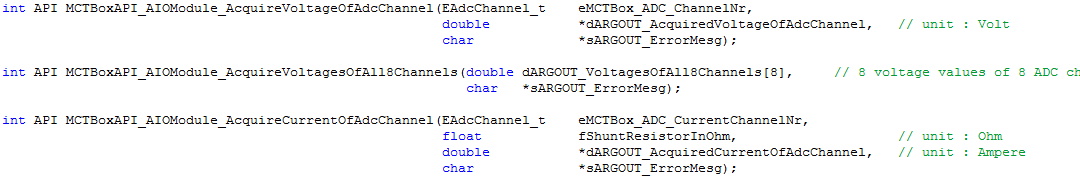 int API MCTBoxAPI_AIOModule_AcquireVoltageOfAdcChannel(EAdcChannel_t eMCTBox_ADC_ChannelNr,
double *dARGOUT_AcquiredVoltageOfAdcChannel, // unit : Volt
char *sARGOUT_ErrorMesg);
int API MCTBoxAPI_AIOModule_AcquireVoltagesOfAll8Channels(double dARGOUT_VoltagesOfAll8Channels[8], // 8 voltage values of 8 ADC ch
char *sARGOUT_ErrorMesg);
int API MCTBoxAPI_AIOModule_AcquireCurrentOfAdcChannel(EAdcChannel_t eMCTBox_ADC_CurrentChannelNr,
float fShuntResistorInOhm, // unit : Ohm
double *dARGOUT_AcquiredCurrentOfAdcChannel, // unit : Ampere
char *sARGOUT_ErrorMesg);